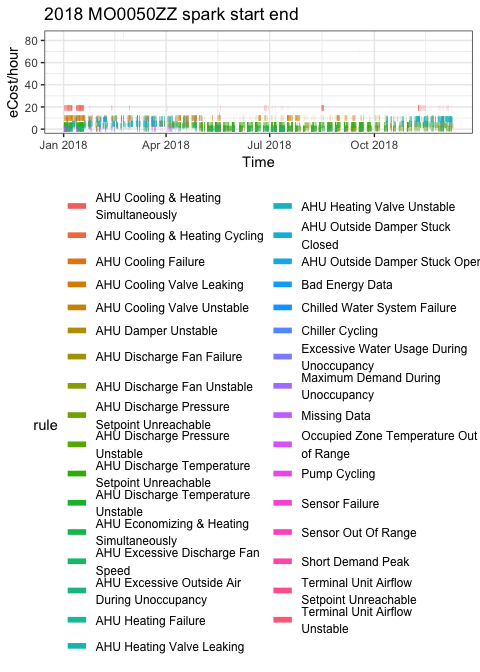 2018 MO0050ZZ spark start end
eCost/hour
80
60
40
20
0
Jan 2018
Apr 2018
Jul 2018
Oct 2018
Time
rule
AHU Cooling & Heating
Simultaneously
AHU Cooling & Heating Cycling
AHU Cooling Failure
AHU Cooling Valve Leaking
AHU Cooling Valve Unstable
AHU Damper Unstable
AHU Discharge Fan Failure
AHU Discharge Fan Unstable
AHU Discharge Pressure
Setpoint Unreachable
AHU Discharge Pressure
Unstable
AHU Discharge Temperature
Setpoint Unreachable
AHU Discharge Temperature
Unstable
AHU Economizing & Heating
Simultaneously
AHU Excessive Discharge Fan
Speed
AHU Excessive Outside Air
During Unoccupancy
AHU Heating Failure
AHU Heating Valve Leaking
AHU Heating Valve Unstable
AHU Outside Damper Stuck
Closed
AHU Outside Damper Stuck Oper
Bad Energy Data
Chilled Water System Failure
Chiller Cycling
Excessive Water Usage During
Unoccupancy
Maximum Demand During
Unoccupancy
Missing Data
Occupied Zone Temperature Out
of Range
Pump Cycling
Sensor Failure
Sensor Out Of Range
Short Demand Peak
Terminal Unit Airflow
Setpoint Unreachable
Terminal Unit Airflow
Unstable